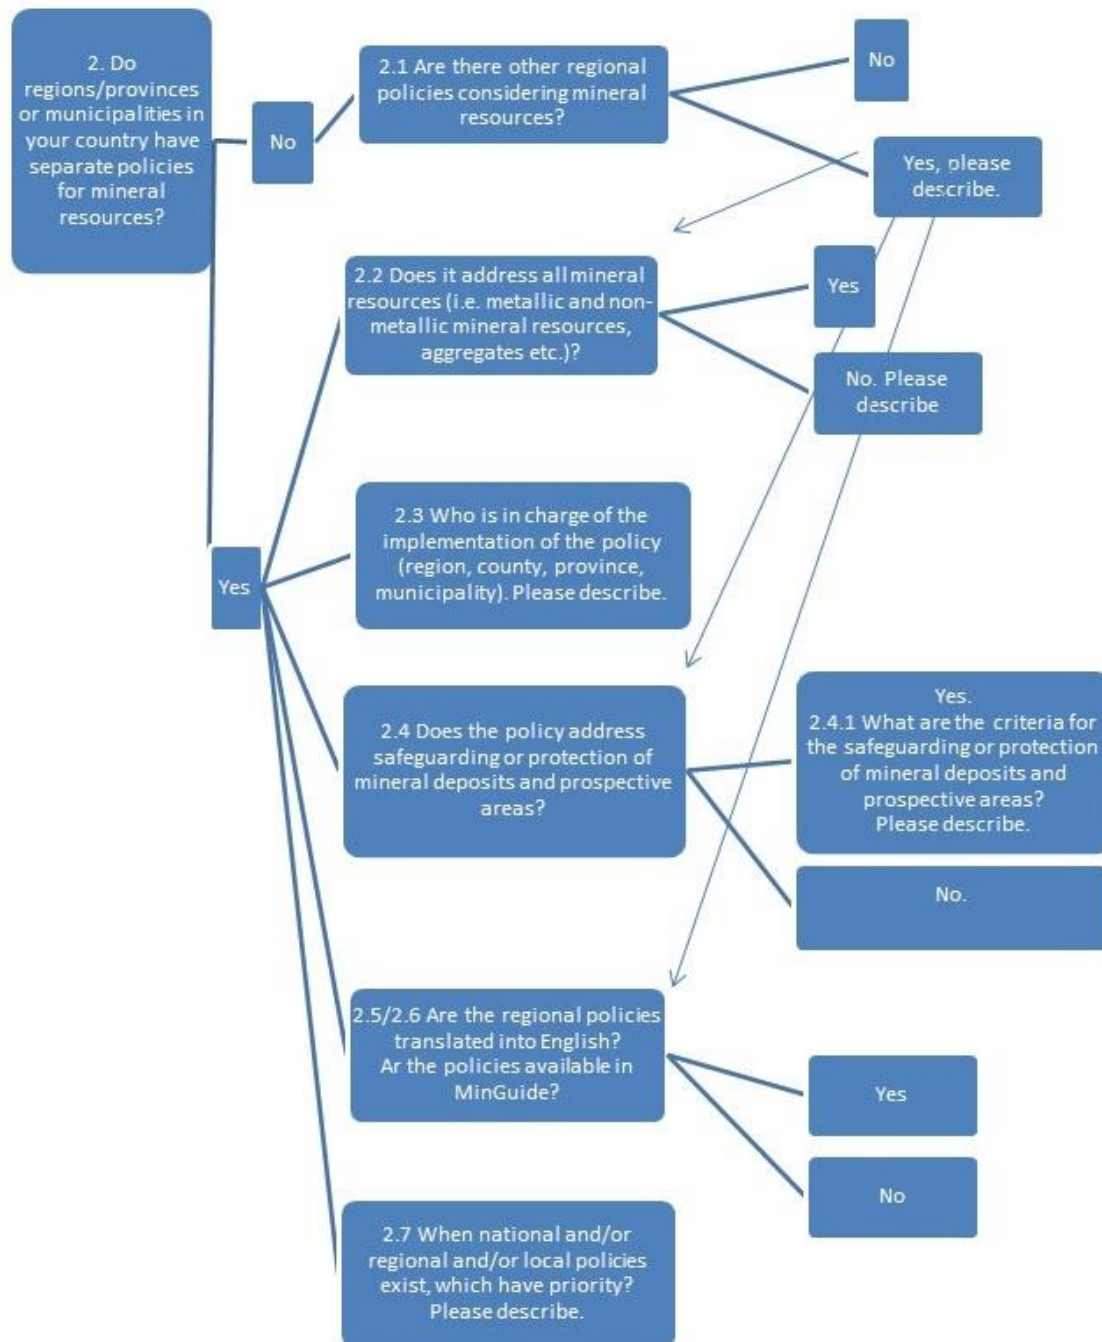 2. Do
regions/provinces
or municipalities in
your country have
separate policies
for mineral
resources?
No
2.1 Are there other regional
policies considering mineral
resources?
No
Yes, please
describe.
2.2 Does it address all mineral
resources (i.e. metallic and non-
metallic mineral resources,
aggregates etc.)?
Yes
No. Please
describe
2.3 Who is in charge of the
implementation of the policy
(region, county, province,
municipality). Please describe.
Yes
2.4 Does the policy address
safeguarding or protection of
mineral deposits and prospective
areas?
Yes.
2.4.1 What are the criteria for
the safeguarding or protection
of mineral deposits and
prospective areas?
Please describe.
No.
2.5/2.6 Are the regional policies
translated into English?
Ar the policies available in
MinGuide?
Yes
No
2.7 When national and/or
regional and/or local policies
exist, which have priority?
Please describe.